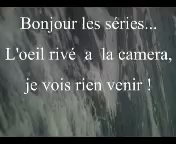 Bonjour les séries...
L'oeil rivé a la camera,
je vois rien venir !